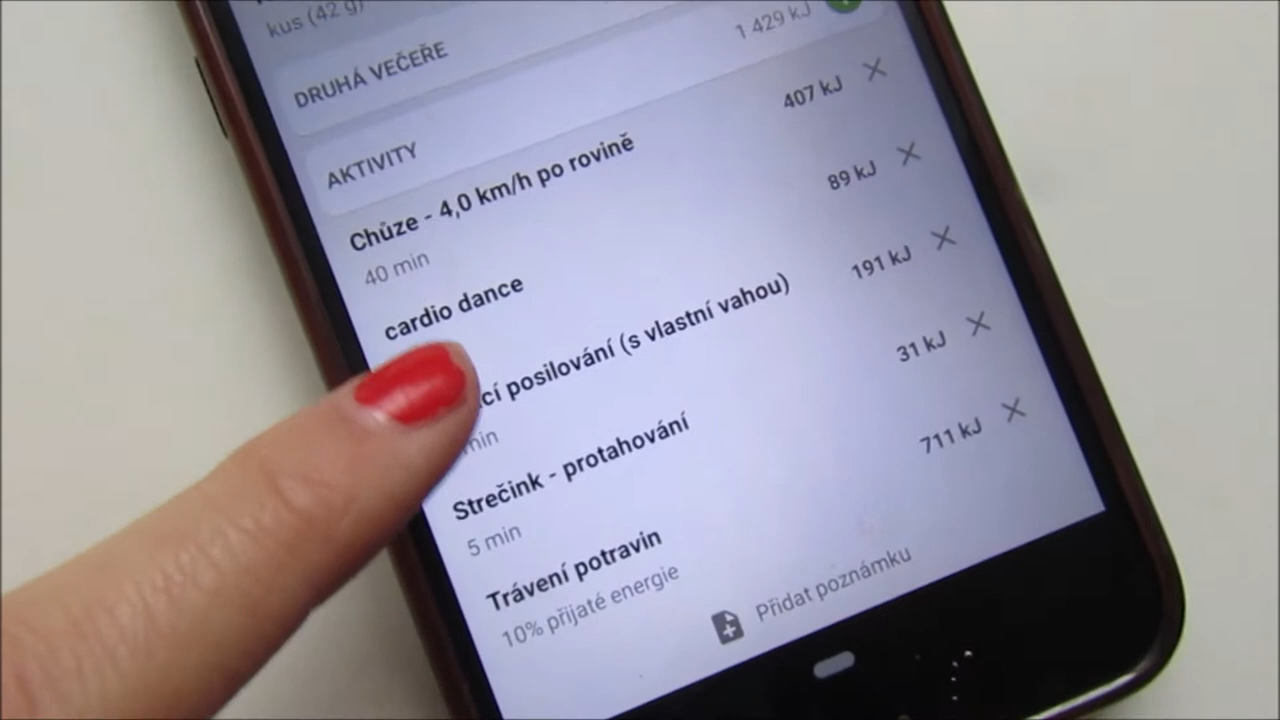 kus (42 g)
DRUHÁ VEČEŘE
AKTIVITY 1 429 kJ
Chůze - 4,0 km/h po rovině 407 kJ
40 min
cardio dance 89 kJ
cí posilování (s vlastní vahou) 191 kJ
min
Strečink - protahování 31 kJ
5 min
Trávení potravin 711 kJ
10% přijaté energie
Přidat poznámku